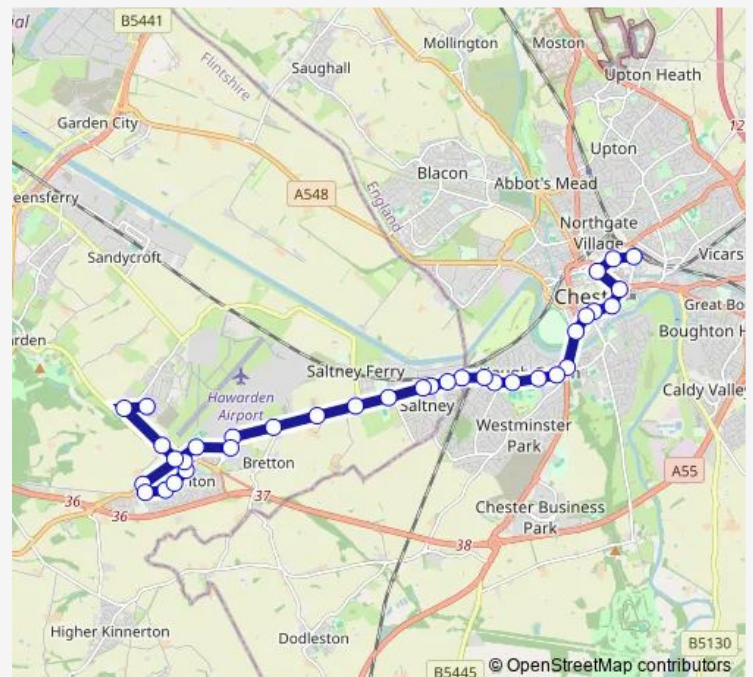 ial
B5441
Mollington
Moston
Saughall
Upton Heath
Flintshire
Garden City
12
Upton
Blacon
Abbot's Mead
A548
England
eensferry
Northgate
Village
Sandycroft
Vicars
Chest
Great Bo
Boughton H
rden
Saltney Ferry
Hawarden
Airport
Caldy Valle
Saltney
Westminster
Park
Bretton
A55
36
37
36
Chester Business
Park
38
Higher Kinnerton
Dodleston
B5130
B5445
© OpenStreetMap contributors